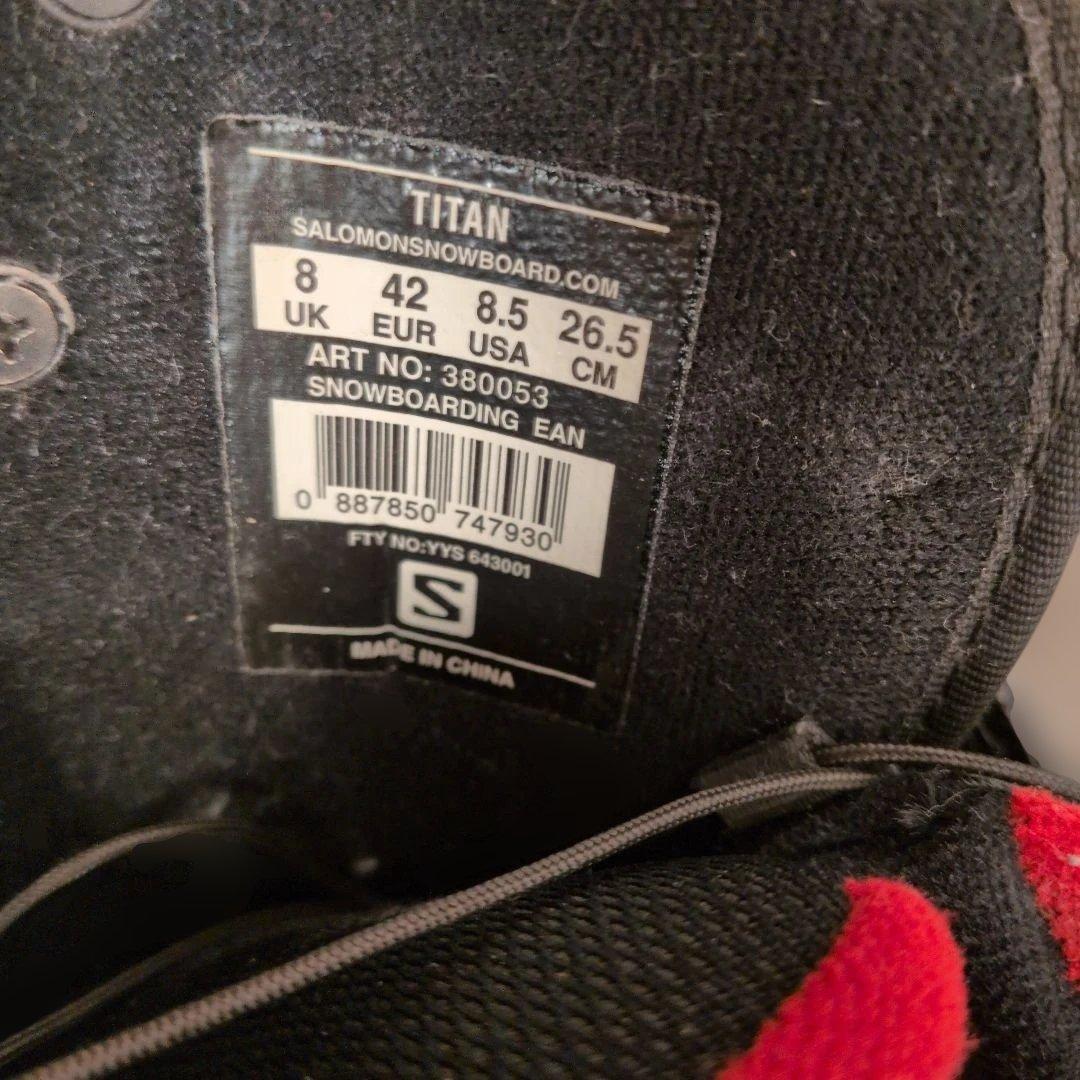 TITAN
SALOMONSNOWBOARD.COM
8 42 8.5 26.5
UK EUR USA CM
ART NO: 380053
SNOWBOARDING EAN
0 887850 747930
FTY NO:YYS 643001
S
MADE IN CHINA